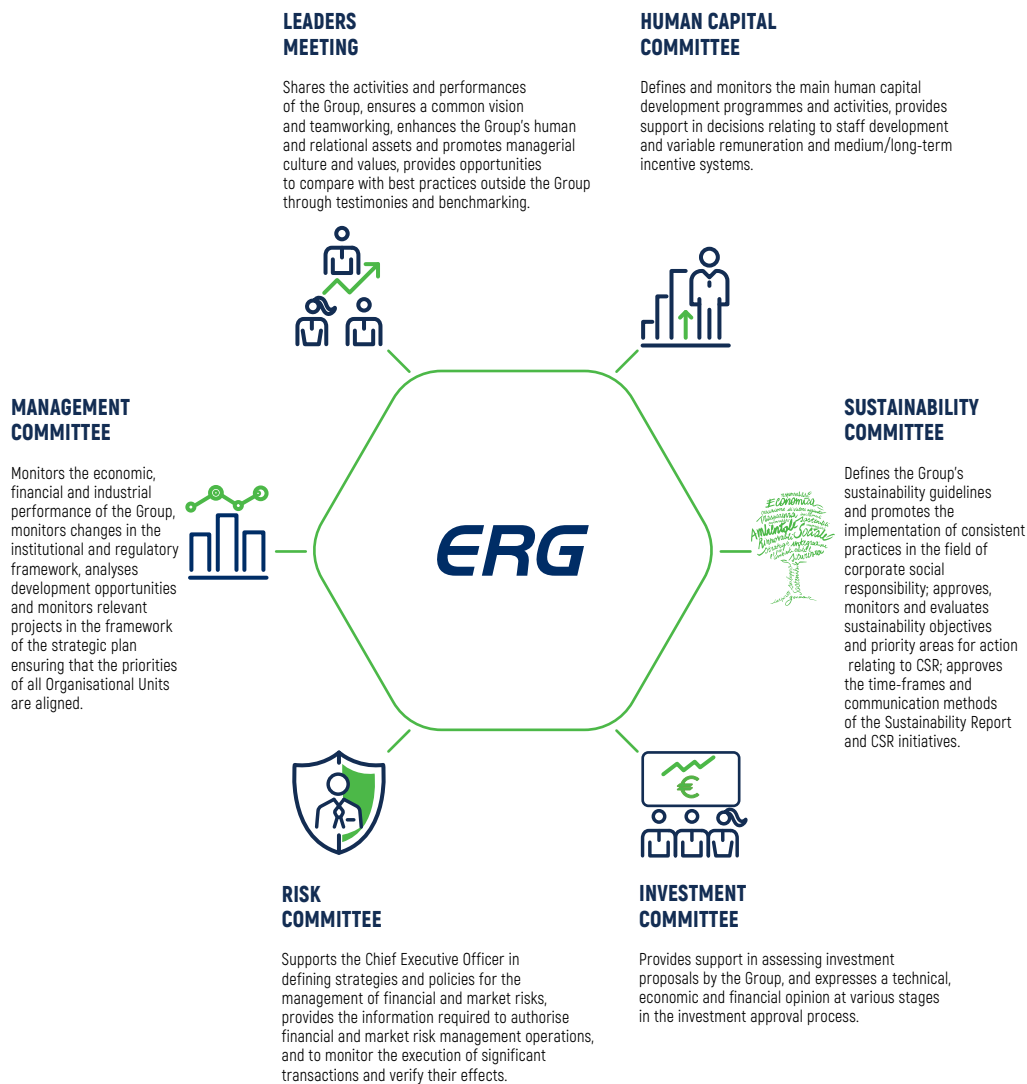 LEADERS
MEETING
Shares the activities and performances
of the Group, ensures a common vision
and teamworking, enhances the Group's human
and relational assets and promotes managerial
culture and values, provides opportunities
to compare with best practices outside the Group
through testimonies and benchmarking.
HUMAN CAPITAL
COMMITTEE
Defines and monitors the main human capital
development programmes and activities, provides
support in decisions relating to staff development
and variable remuneration and medium/long-term
incentive systems.
MANAGEMENT
COMMITTEE
Monitors the economic,
financial and industrial
performance of the Group,
monitors changes in the
institutional and regulatory
framework, analyses
development opportunities
and monitors relevant
projects in the framework
of the strategic plan
ensuring that the priorities
of all Organisational Units
are aligned.
ERG
Economica
Ambientale
Sociale
SUSTAINABILITY
COMMITTEE
Defines the Group's
sustainability guidelines
and promotes the
implementation of consistent
practices in the field of
corporate social
responsibility; approves,
monitors and evaluates
sustainability objectives
and priority areas for action
relating to CSR; approves
the time-frames and
communication methods
of the Sustainability Report
and CSR initiatives.
€
RISK
COMMITTEE
Supports the Chief Executive Officer in
defining strategies and policies for the
management of financial and market risks,
provides the information required to authorise
financial and market risk management operations,
and to monitor the execution of significant
transactions and verify their effects.
INVESTMENT
COMMITTEE
Provides support in assessing investment
proposals by the Group, and expresses a technical,
economic and financial opinion at various stages
in the investment approval process.